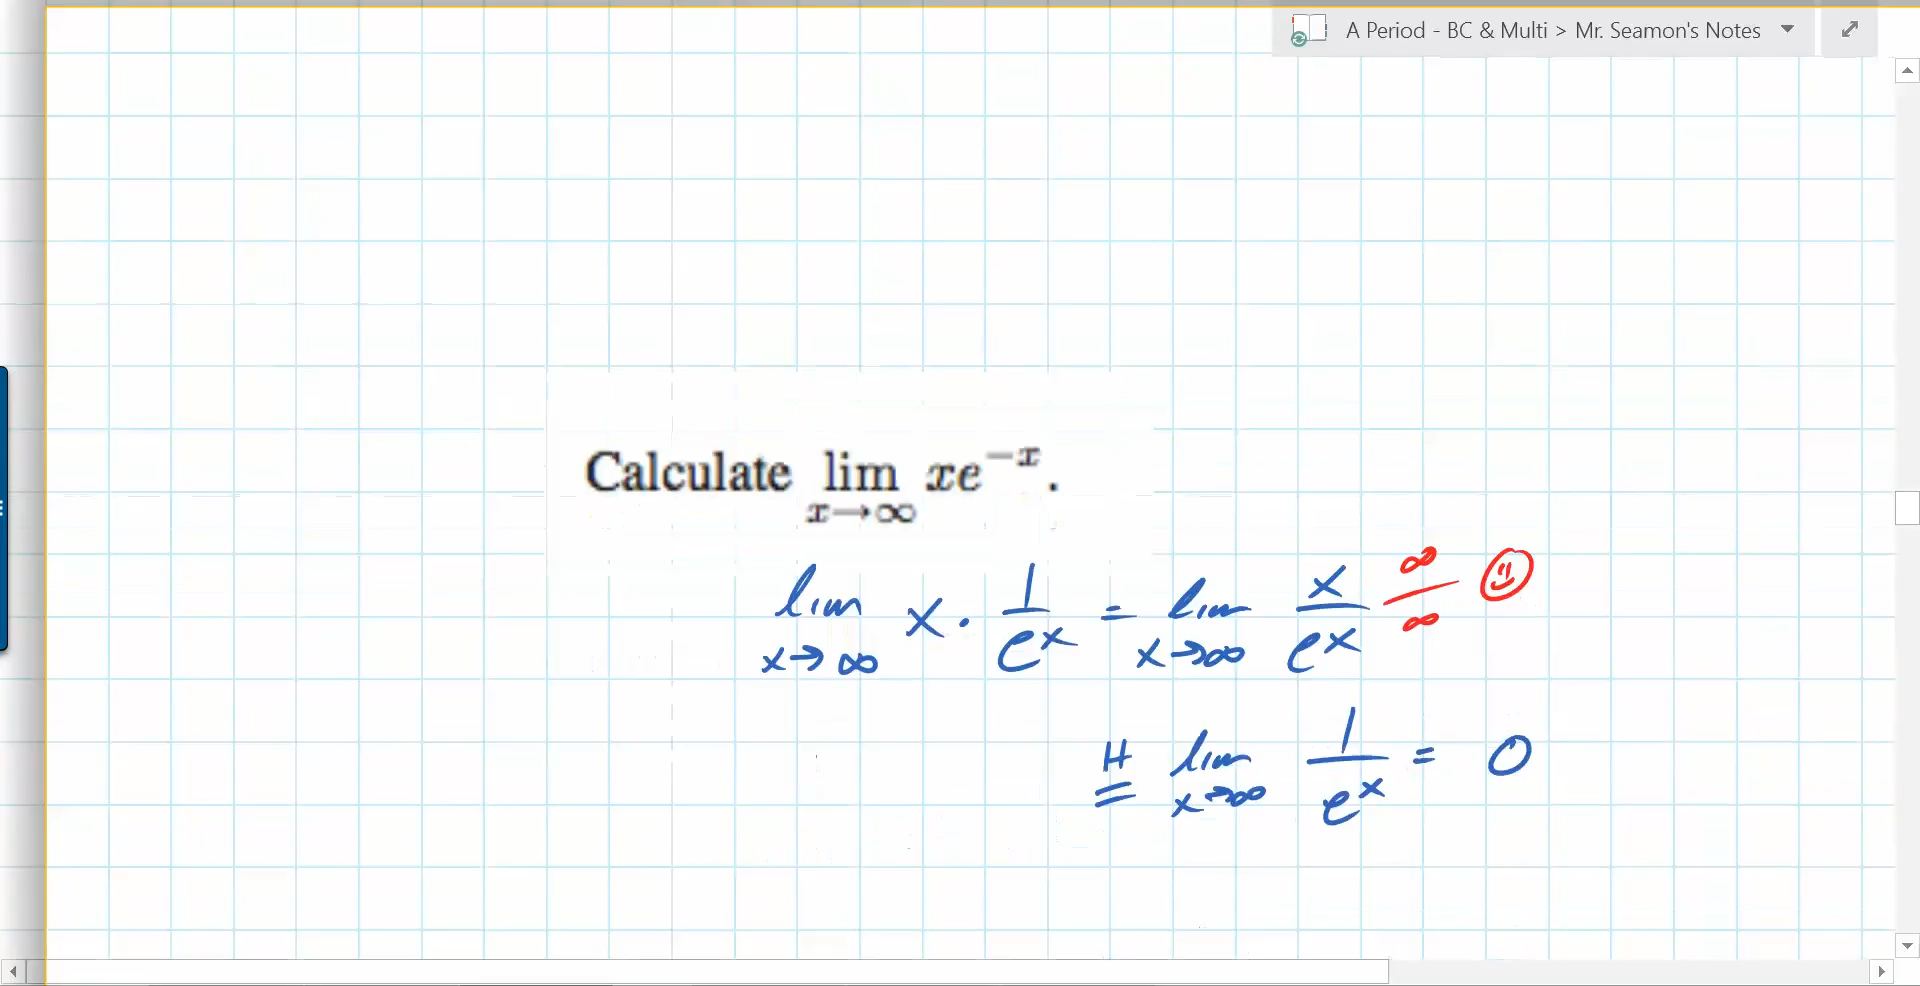 A Period - BC & Multi > Mr. Seamon's Notes
Calculate lim x→∞ xe^{-x}.
lim x→∞ x · 1/e^x = lim x→∞ x/e^x ∞/∞
H= lim x→∞ 1/e^x = 0